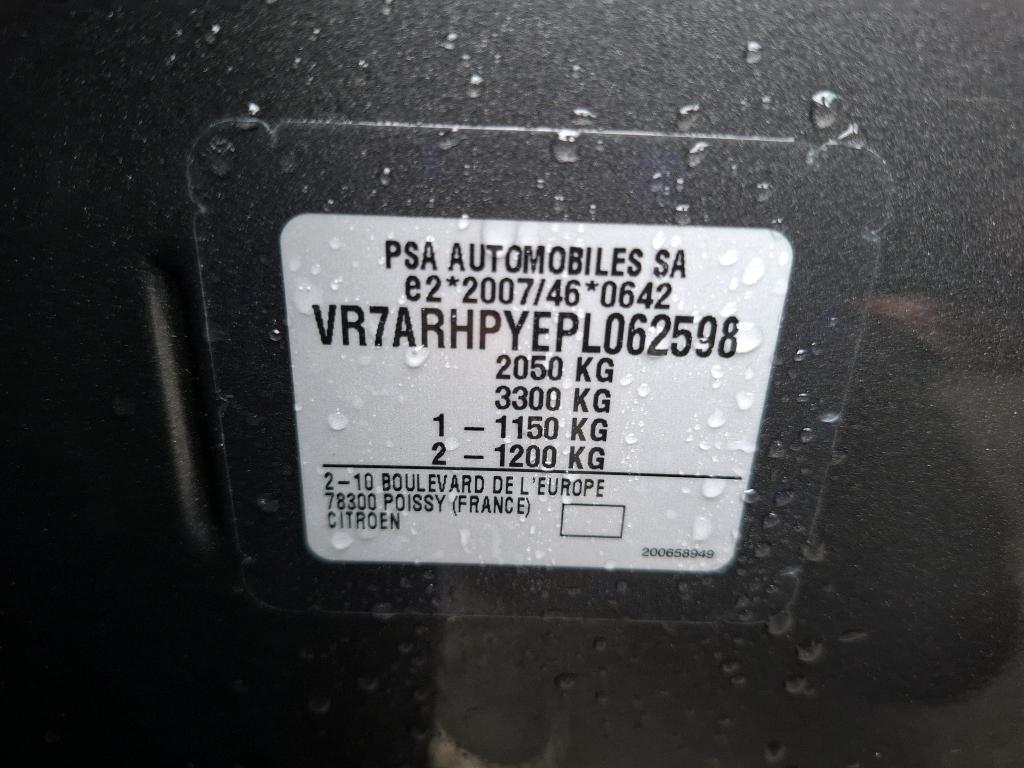 PSA AUTOMOBILES SA
e2*2007/46*0642
VR7ARHPYEPL062598
2050 KG
3300 KG
1 - 1150 KG
2 - 1200 KG
2-10 BOULEVARD DE L'EUROPE
78300 POISSY (FRANCE)
CITROEN
200658949